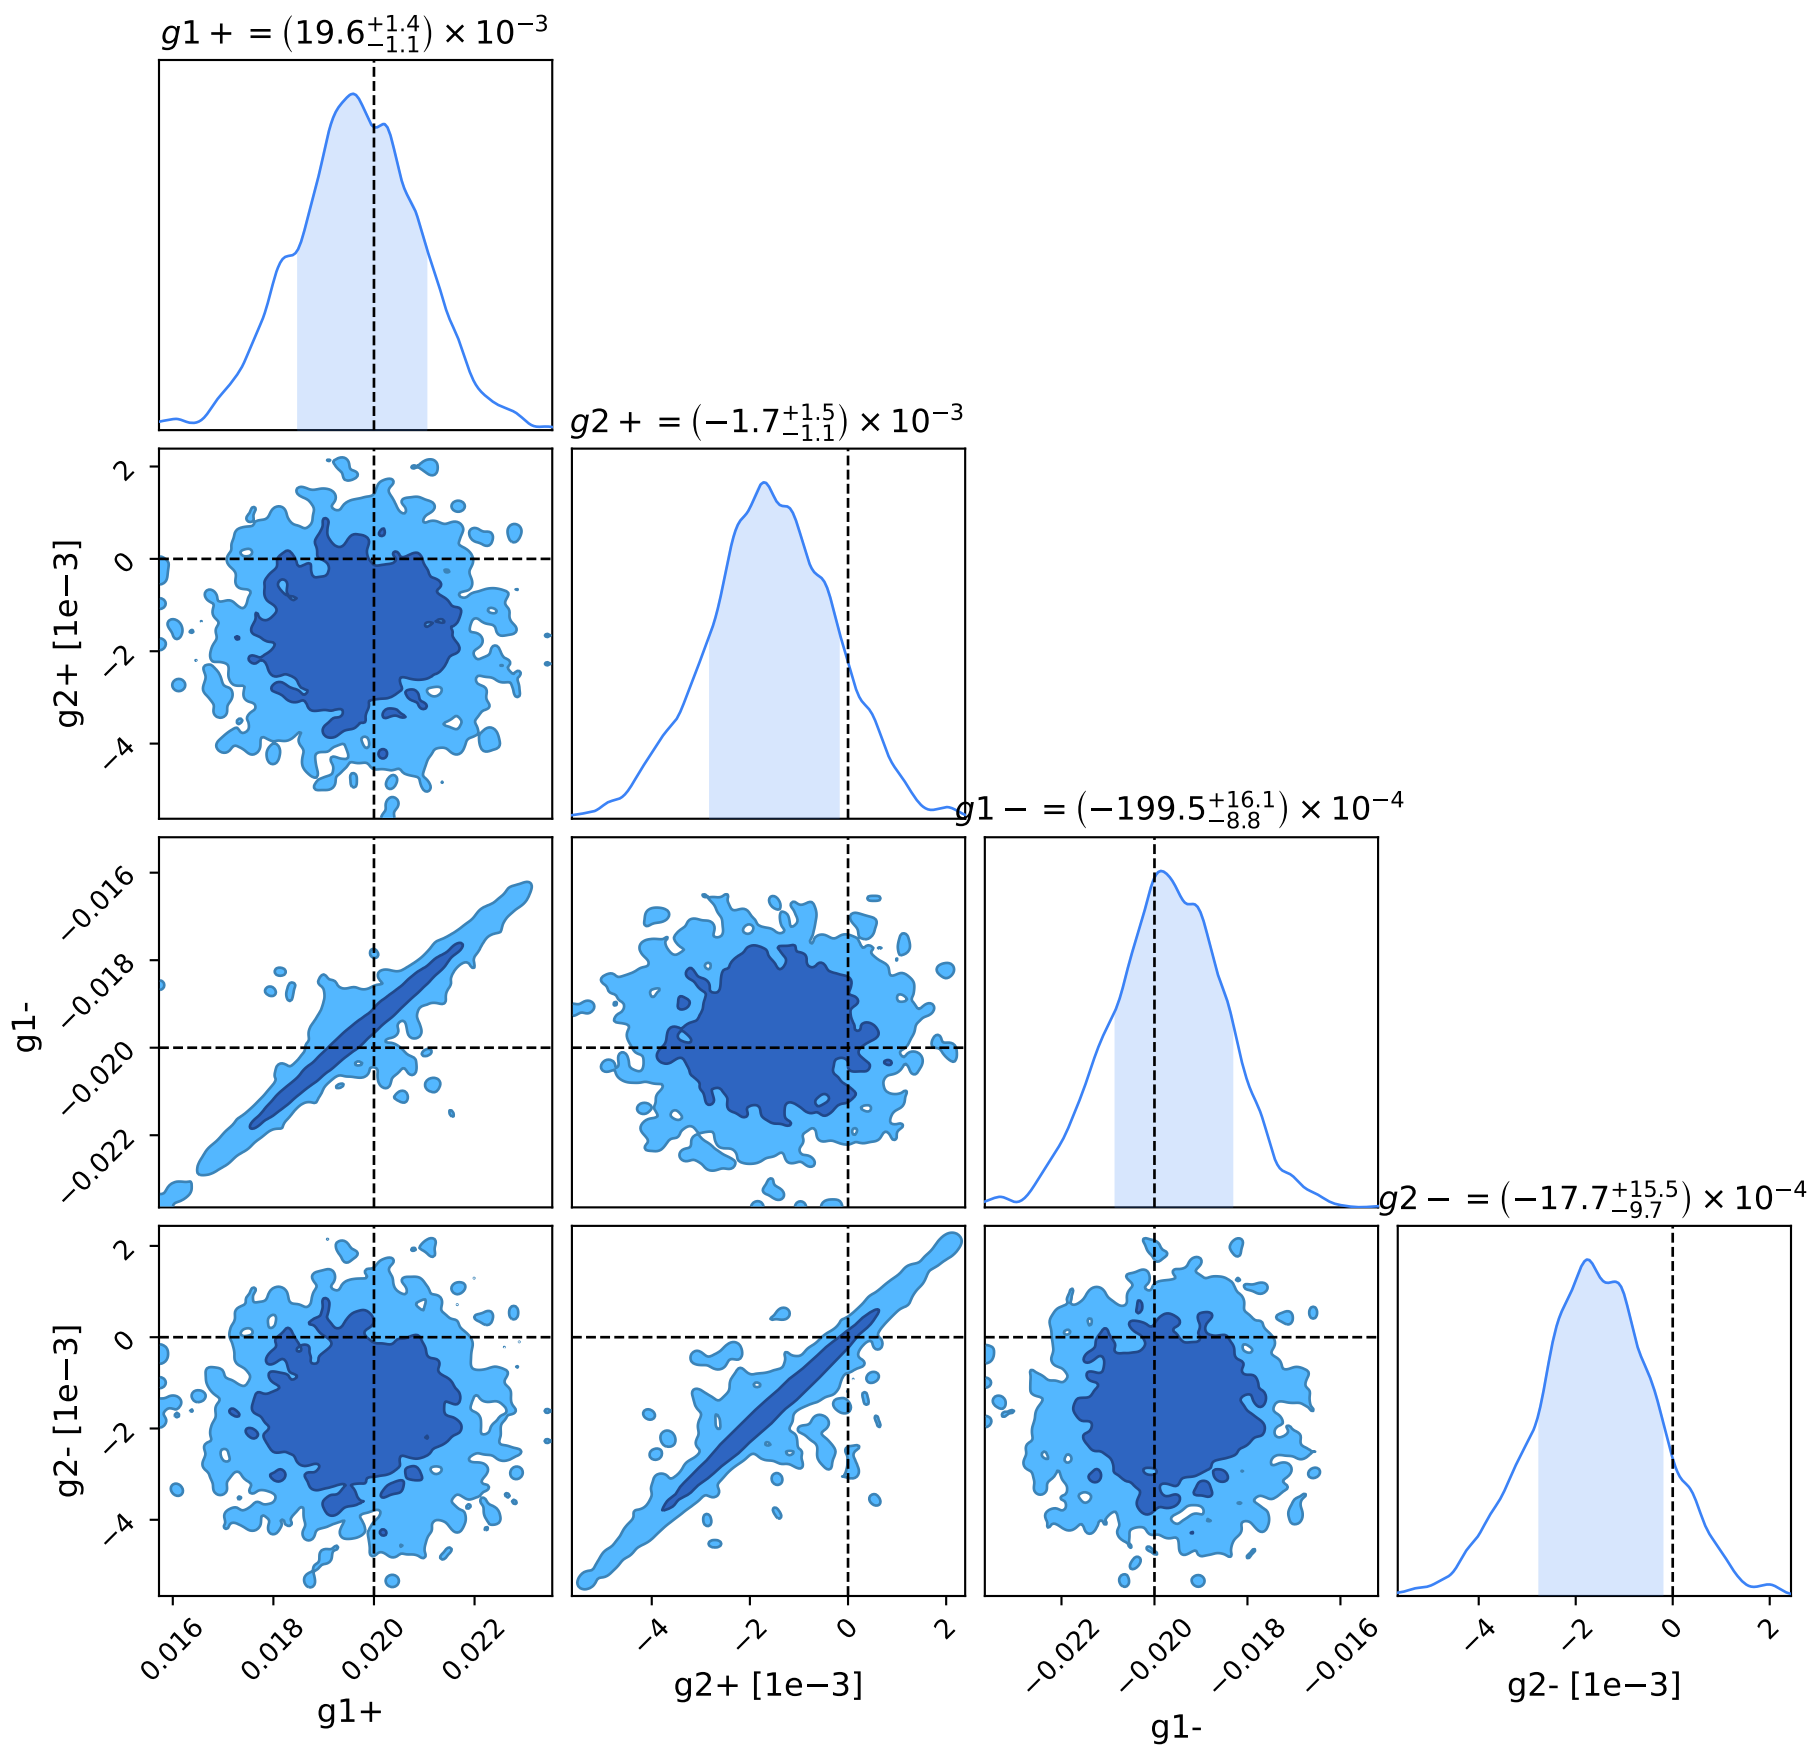 g1+ = (19.6^{+1.4}_{−1.1}) × 10^{−3}
g2+ = (−1.7^{+1.5}_{−1.1}) × 10^{−3}
2
0
−2
−4
g2+ [1e−3]
g1− = (−199.5^{+16.1}_{−8.8}) × 10^{−4}
−0.016
−0.018
−0.020
−0.022
g1-
g2− = (−17.7^{+15.5}_{−9.7}) × 10^{−4}
2
0
−2
−4
g2- [1e−3]
0.016 0.018 0.020 0.022
g1+
−4 −2 0 2
g2+ [1e−3]
−0.022 −0.020 −0.018 −0.016
g1-
−4 −2 0 2
g2- [1e−3]